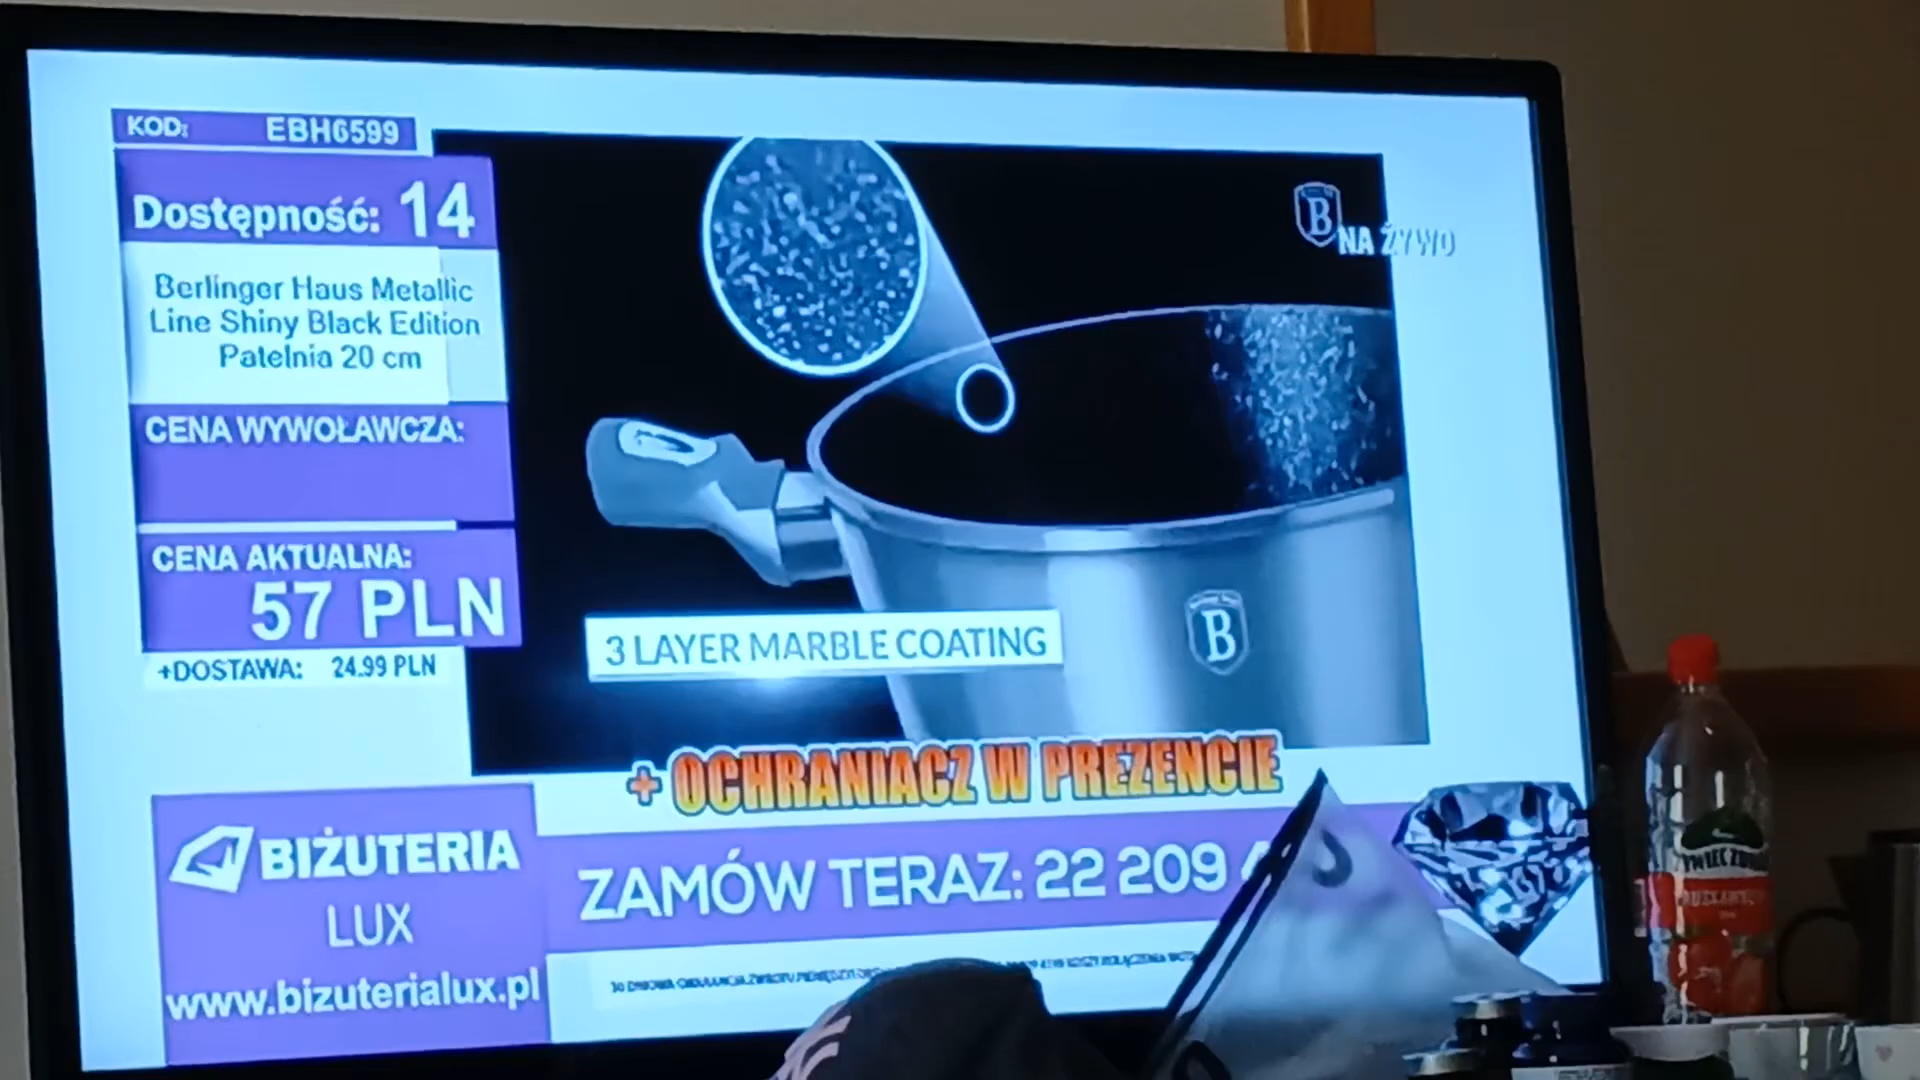 KOD: EBH6599
Dostępność: 14
Berlinger Haus Metallic
Line Shiny Black Edition
Patelnia 20 cm
CENA WYWOŁAWCZA:
CENA AKTUALNA:
57 PLN
+DOSTAWA: 24.99 PLN
B
NA ŻYWO
3 LAYER MARBLE COATING
B
+ OCHRANIACZ W PREZENCIE
BIŻUTERIA
LUX
www.bizuterialux.pl
ZAMÓW TERAZ: 22 209 4